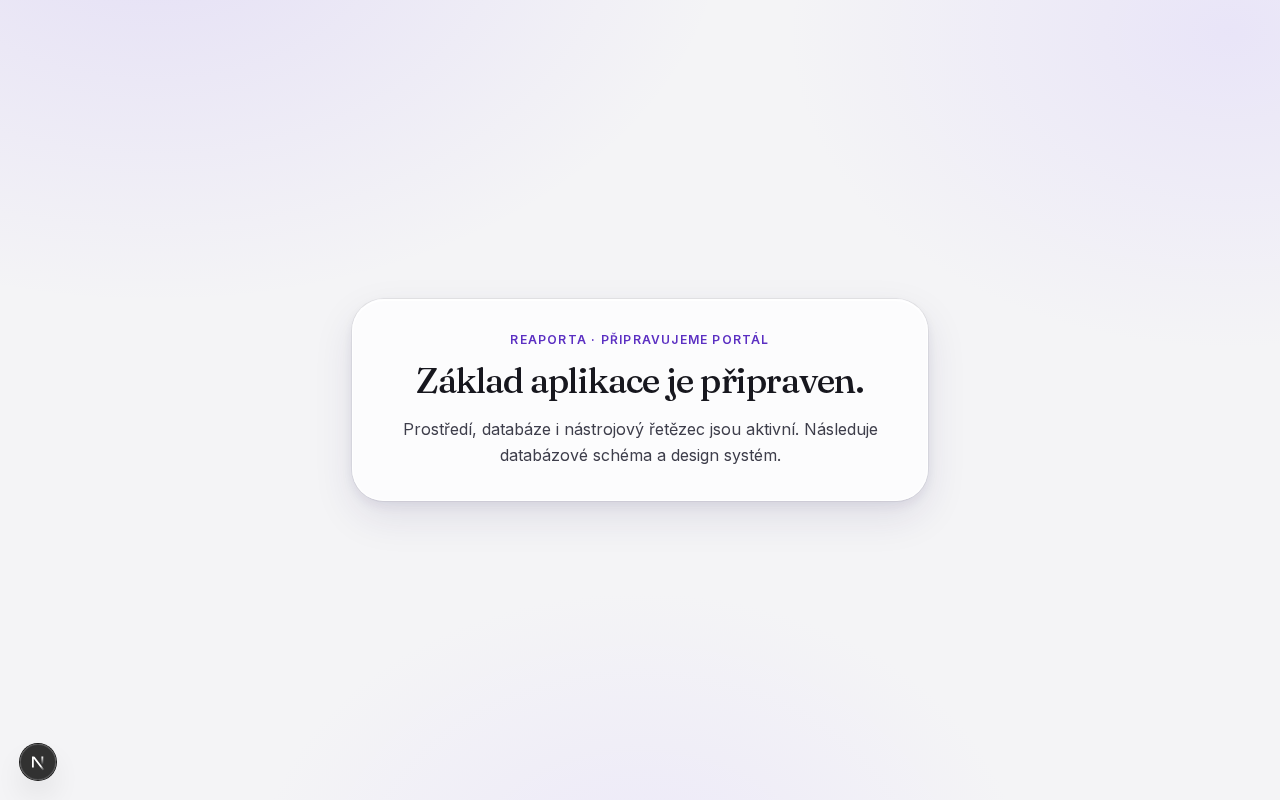 REAPORTA · PŘIPRAVUJEME PORTÁL
Základ aplikace je připraven.
Prostředí, databáze i nástrojový řetězec jsou aktivní. Následuje
databázové schéma a design systém.
N